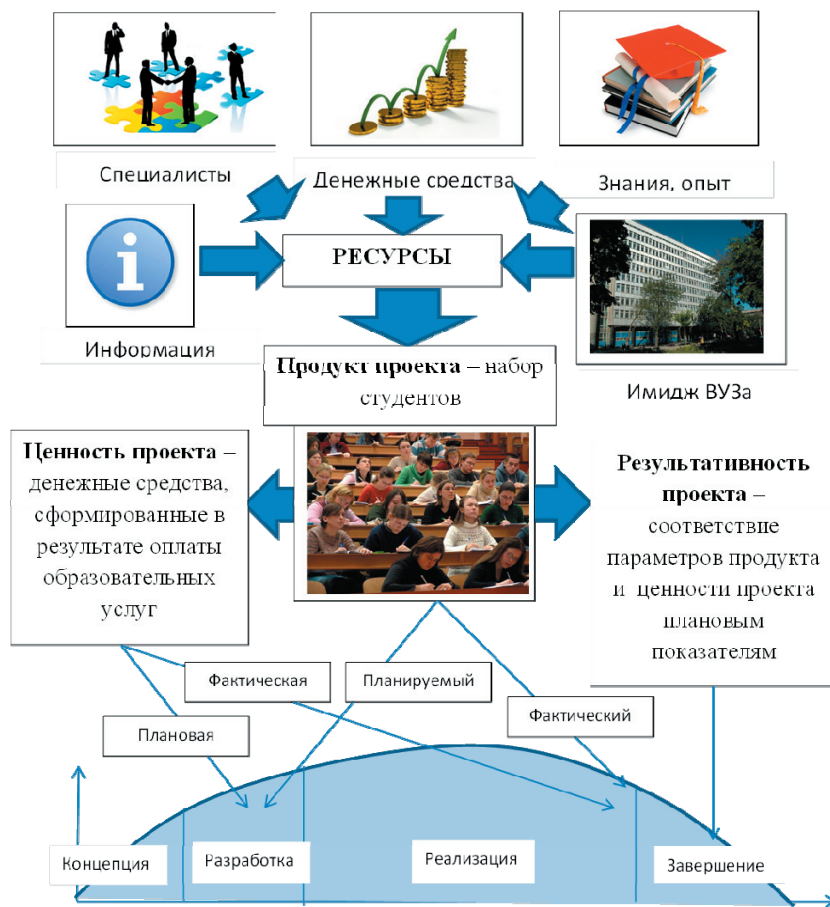 Специалисты
Денежные средства
Знания, опыт
РЕСУРСЫ
Информация
Имидж ВУЗа
Продукт проекта – набор
студентов
Ценность проекта –
денежные средства,
сформированные в
результате оплаты
образовательных
услуг
Результативность
проекта –
соответствие
параметров продукта
и ценности проекта
плановым
показателям
Фактическая
Планируемый
Плановая
Фактический
Концепция
Разработка
Реализация
Завершение